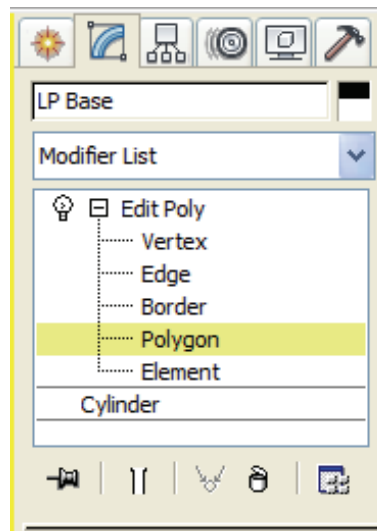 LP Base
Modifier List
Edit Poly
Vertex
Edge
Border
Polygon
Element
Cylinder